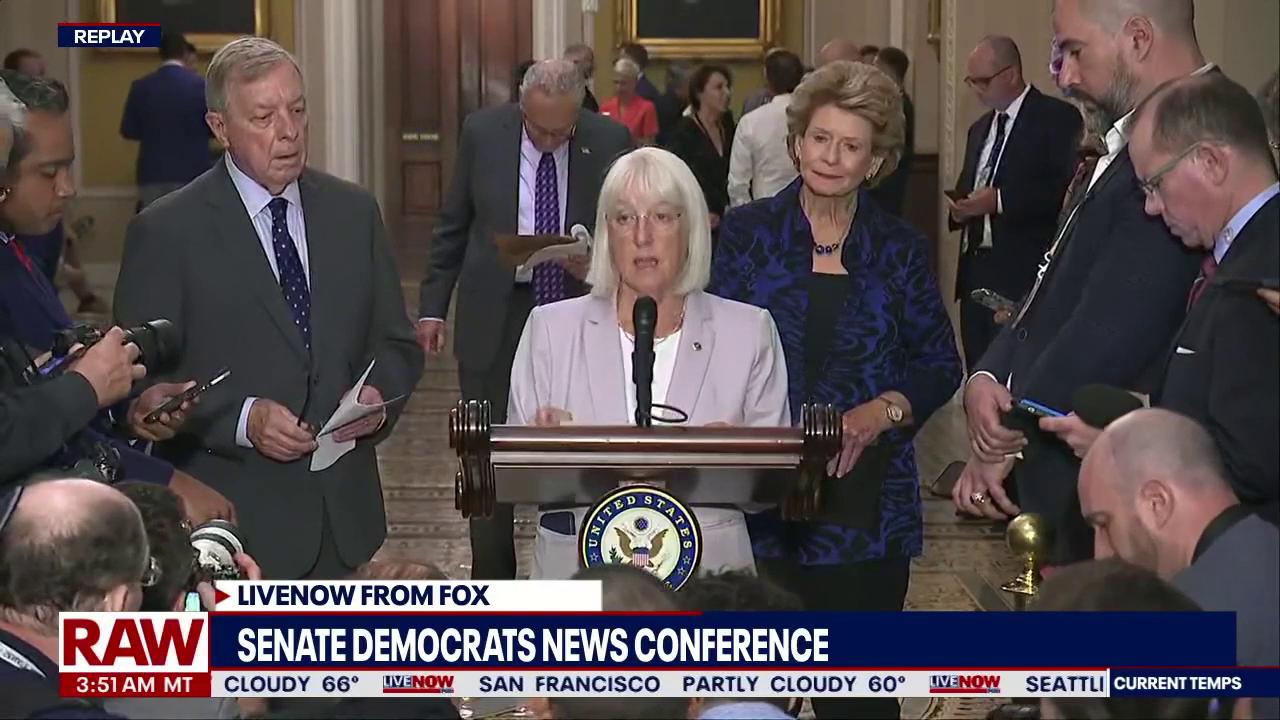 REPLAY
UNITED STATES
LIVENOW FROM FOX
RAW
SENATE DEMOCRATS NEWS CONFERENCE
3:51 AM MT
CLOUDY 66° LIVENOW SAN FRANCISCO PARTLY CLOUDY 60° LIVENOW SEATTL
CURRENT TEMPS